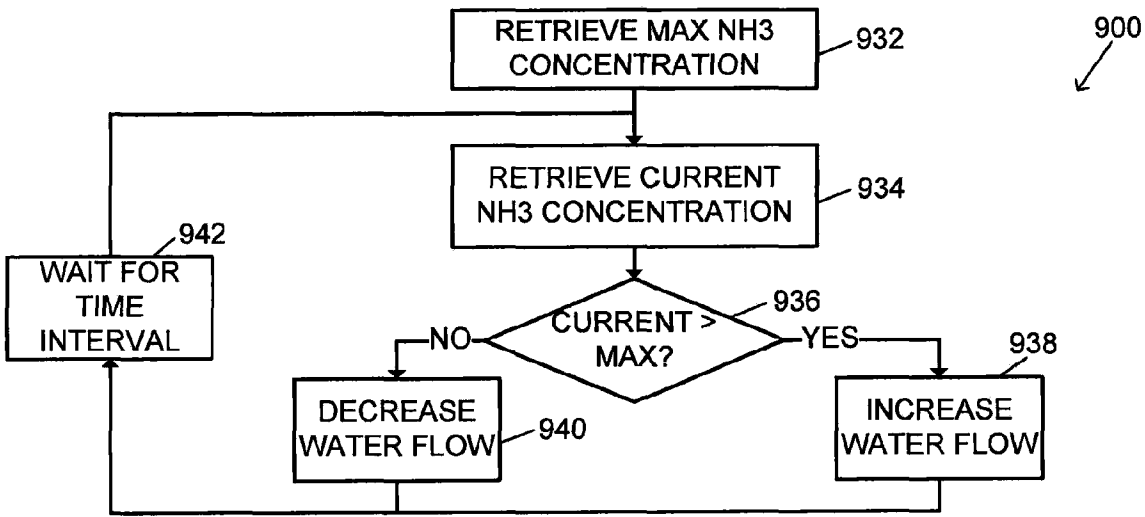 RETRIEVE MAX NH3
CONCENTRATION
932
900
RETRIEVE CURRENT
NH3 CONCENTRATION
934
942
WAIT FOR
TIME
INTERVAL
936
CURRENT >
MAX?
NO
YES
938
DECREASE
WATER FLOW
940
INCREASE
WATER FLOW